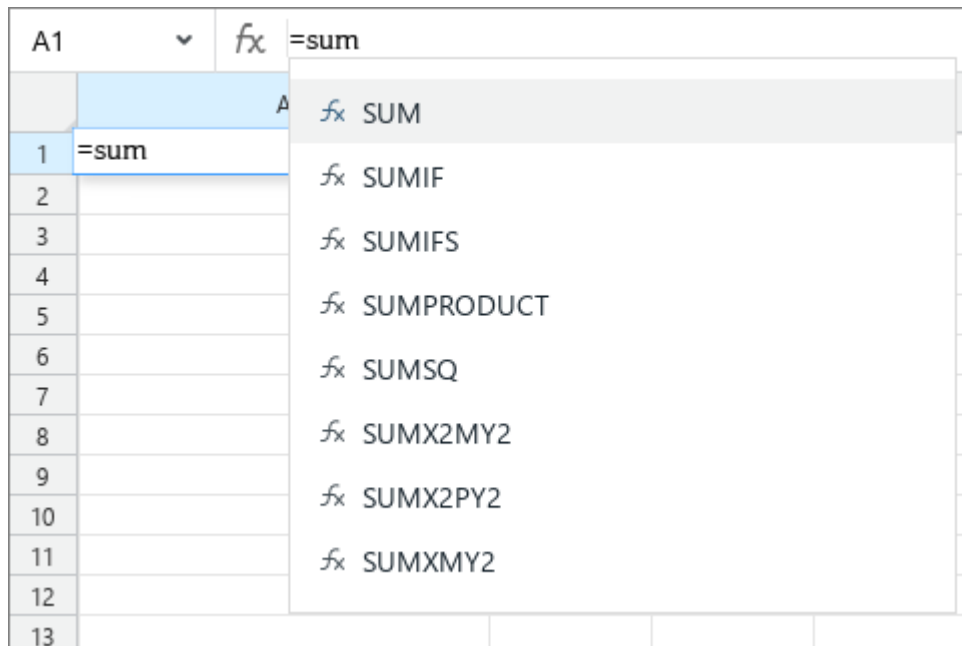 A1 fx =sum
A
fx SUM
1 =sum
fx SUMIF
2
3 fx SUMIFS
4
5 fx SUMPRODUCT
6 fx SUMSQ
7
8 fx SUMX2MY2
9
10 fx SUMX2PY2
11 fx SUMXMY2
12
13